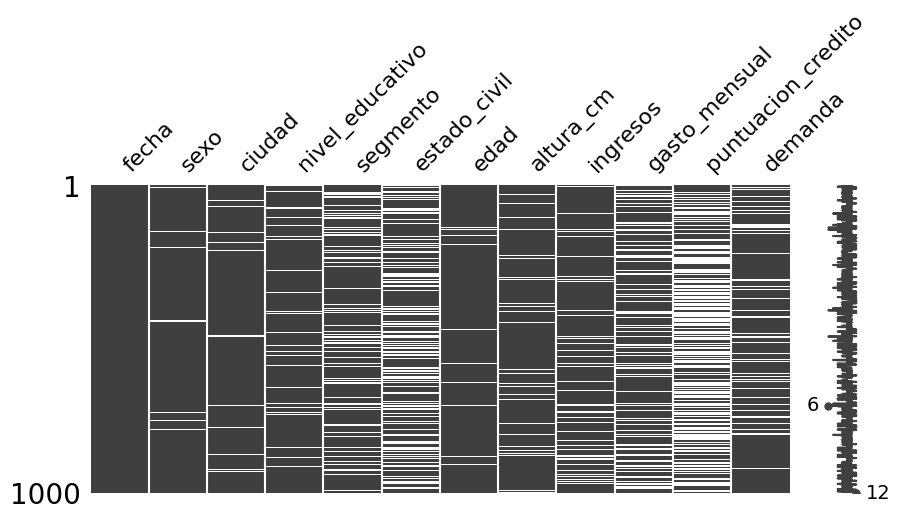 fecha
sexo
ciudad
nivel_educativo
segmento
estado_civil
edad
altura_cm
ingresos
gasto_mensual
puntuacion_credito
demanda
1
6
1000
12